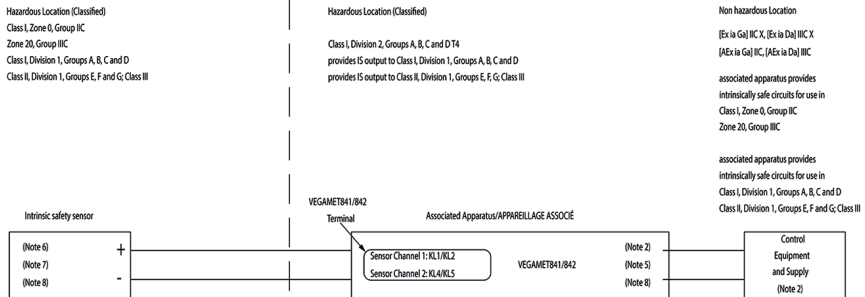 Hazardous Location (Classified)
Class I, Zone 0, Group IIC
Zone 20, Group IIIC
Class I, Division 1, Groups A, B, C and D
Class II, Division 1, Groups E, F and G; Class III
Hazardous Location (Classified)
Class I, Division 2, Groups A, B, C and D T4
provides IS output to Class I, Division 1, Groups A, B, C and D
provides IS output to Class II, Division 1, Groups E, F, G; Class III
Non hazardous Location
[Ex ia Ga] IIC X, [Ex ia Da] IIIC X
[AEx ia Ga] IIC, [AEx ia Da] IIIC
associated apparatus provides
intrinsically safe circuits for use in
Class I, Zone 0, Group IIC
Zone 20, Group IIIC
associated apparatus provides
intrinsically safe circuits for use in
Class I, Division 1, Groups A, B, C and D
Class II, Division 1, Groups E, F and G; Class III
Intrinsic safety sensor
(Note 6)
(Note 7)
(Note 8)
+
-
VEGAMET841/842
Terminal
Associated Apparatus/APPAREILLAGE ASSOCIÉ
Sensor Channel 1: KL1/KL2
Sensor Channel 2: KL4/KL5
VEGAMET841/842
(Note 2)
(Note 5)
(Note 8)
Control
Equipment
and Supply
(Note 2)